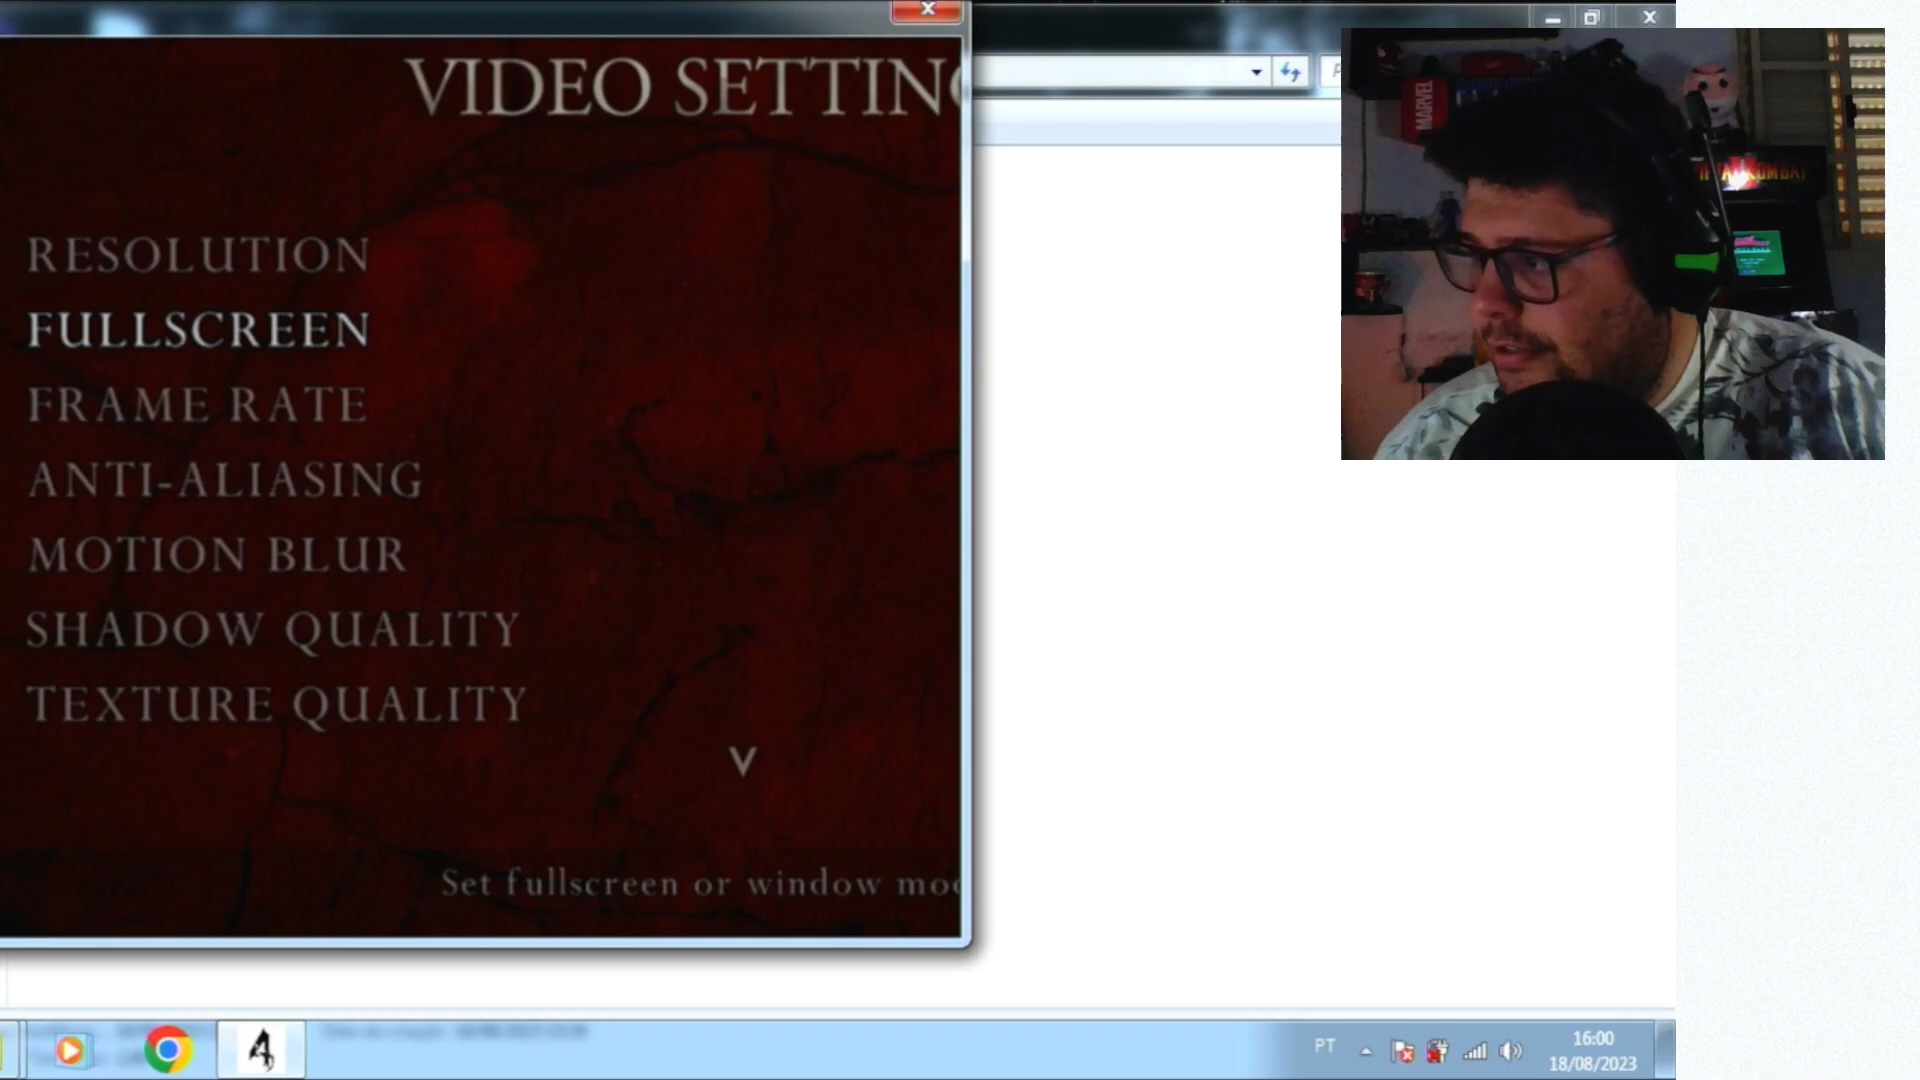 VIDEO SETTIN
RESOLUTION
FULLSCREEN
FRAME RATE
ANTI-ALIASING
MOTION BLUR
SHADOW QUALITY
TEXTURE QUALITY
V
Set fullscreen or window mo
MARVEL
KOMBAT
PT
16:00
18/08/2023